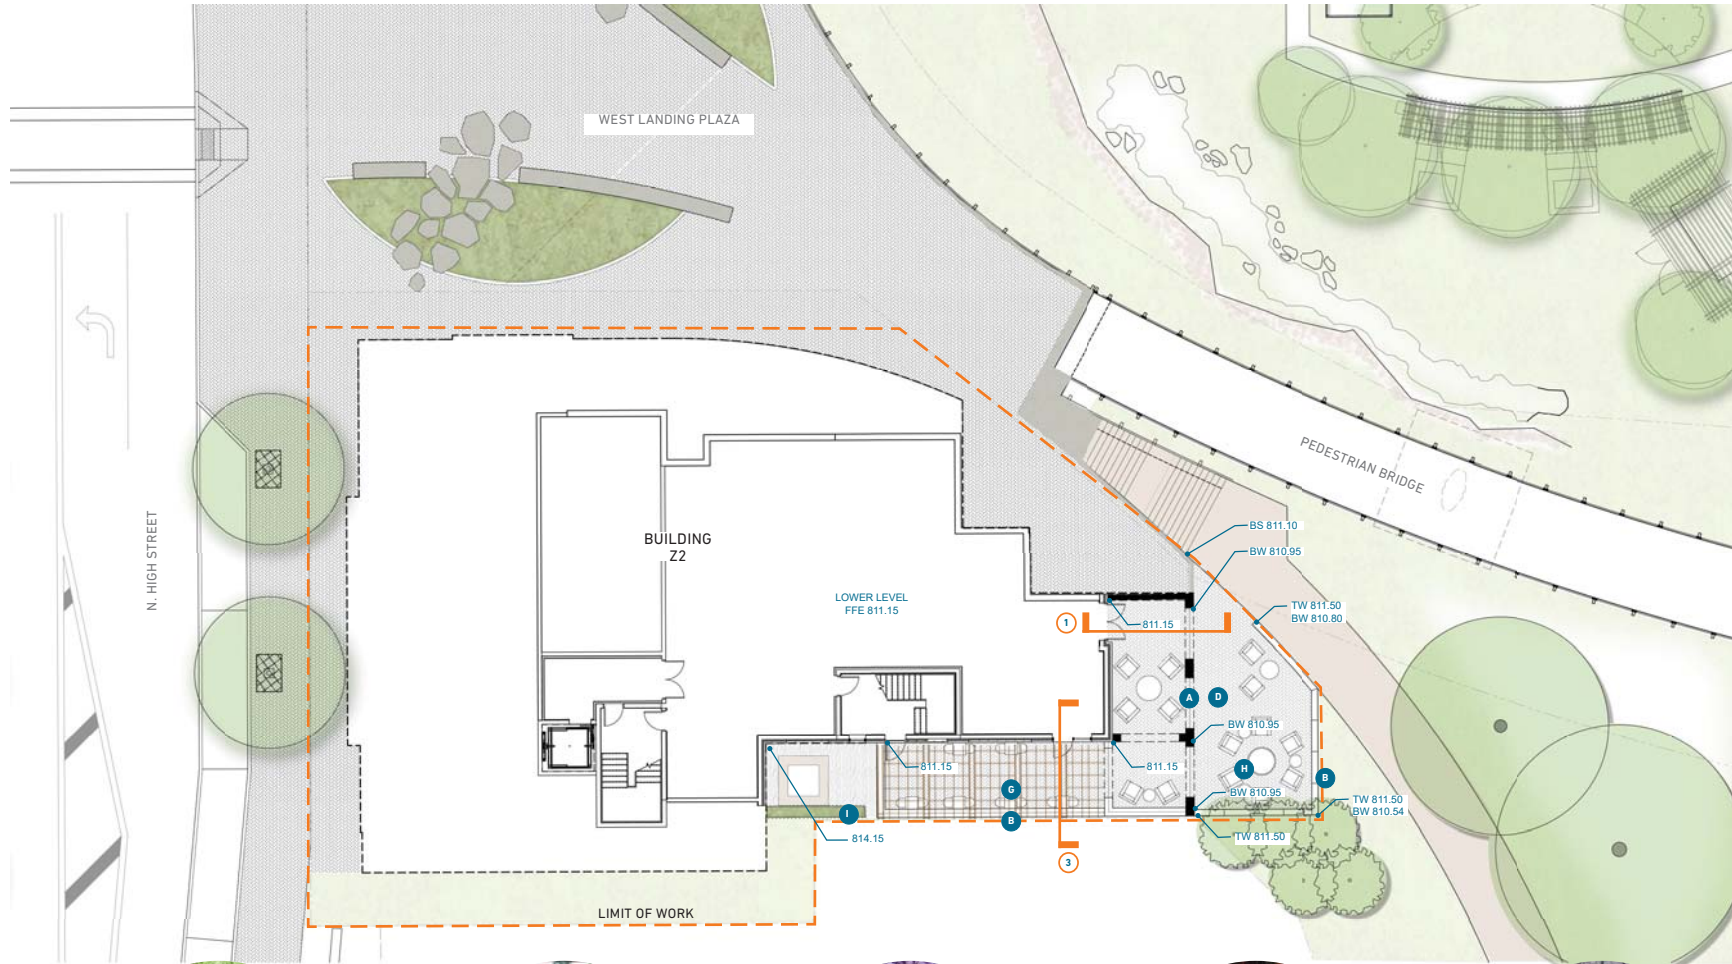 WEST LANDING PLAZA
PEDESTRIAN BRIDGE
N. HIGH STREET
BUILDING
Z2
BS 811.10
BW 810.95
LOWER LEVEL
FFE 811.15
TW 811.50
BW 810.80
1
811.15
A
D
BW 810.95
811.15
811.15
H
B
G
BW 810.95
TW 811.50
BW 810.54
I
B
TW 811.50
814.15
3
LIMIT OF WORK